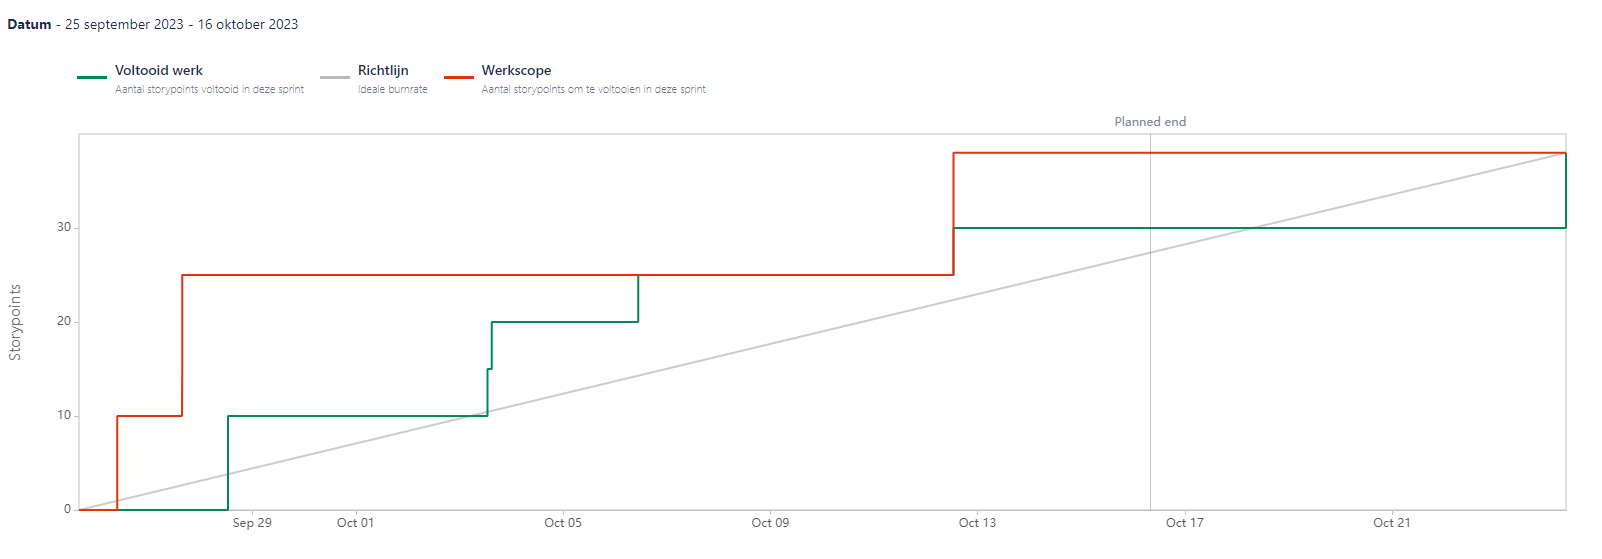 Datum - 25 september 2023 - 16 oktober 2023
Voltooid werk
Aantal storypoints voltooid in deze sprint
Richtlijn
Ideale burnrate
Werkscope
Aantal storypoints om te voltooien in deze sprint
Planned end
Storypoints
30
20
10
0
Sep 29
Oct 01
Oct 05
Oct 09
Oct 13
Oct 17
Oct 21